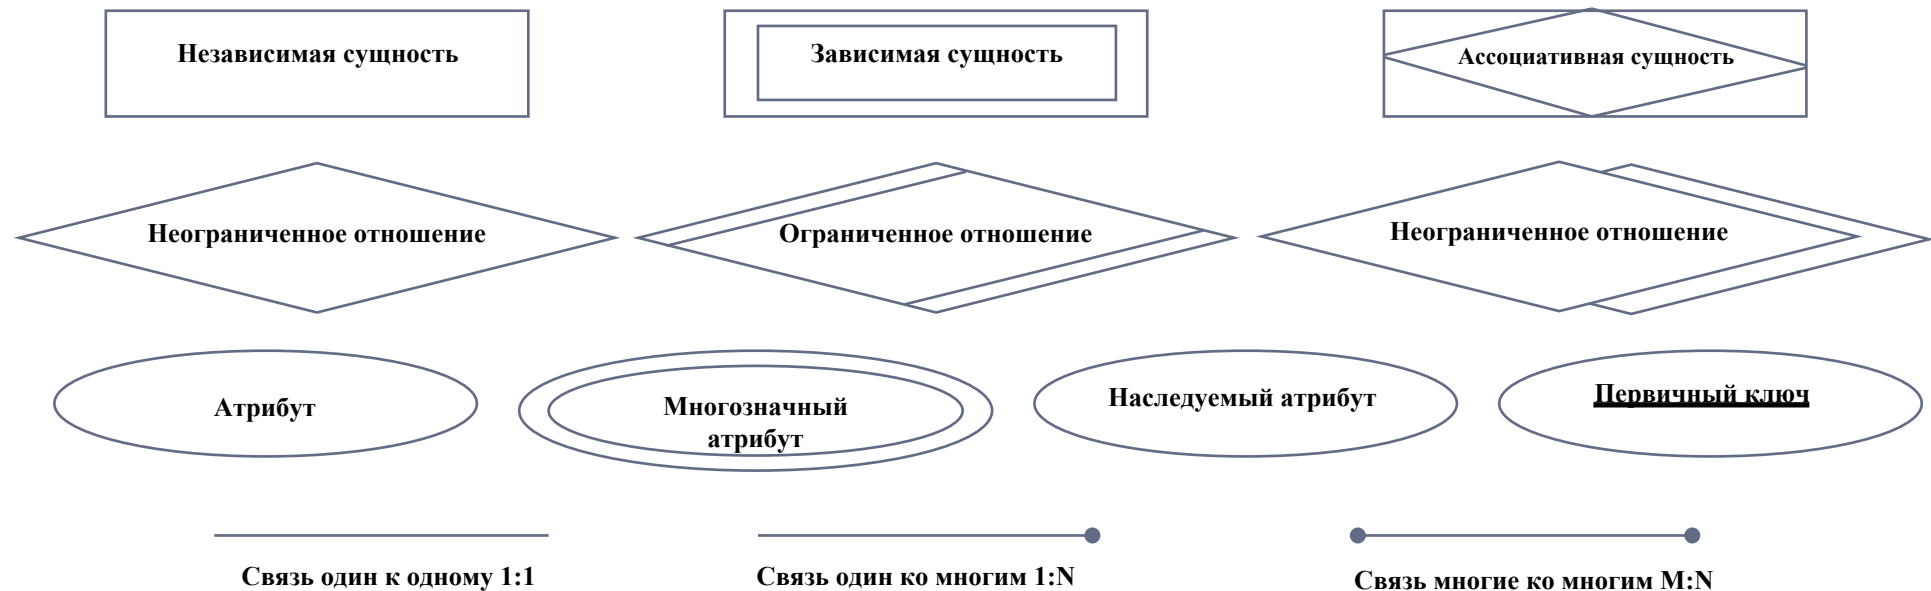 Независимая сущность
Зависимая сущность
Ассоциативная сущность
Неограниченное отношение
Ограниченное отношение
Неограниченное отношение
Атрибут
Многозначный
атрибут
Наследуемый атрибут
Первичный ключ
Связь один к одному 1:1
Связь один ко многим 1:N
Связь многие ко многим M:N